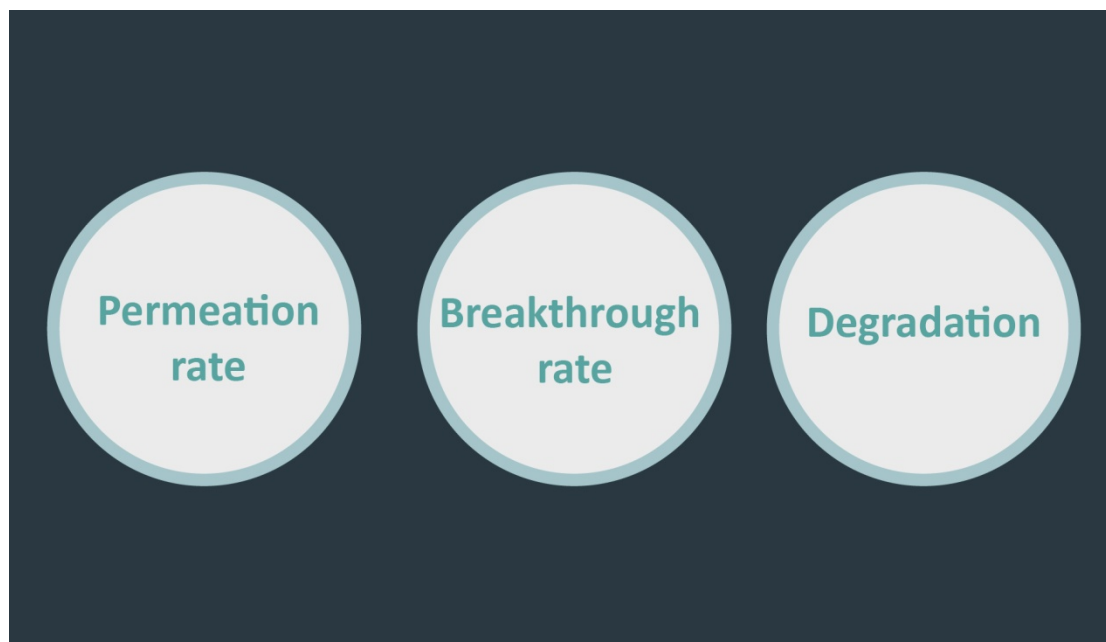 Permeation
rate
Breakthrough
rate
Degradation